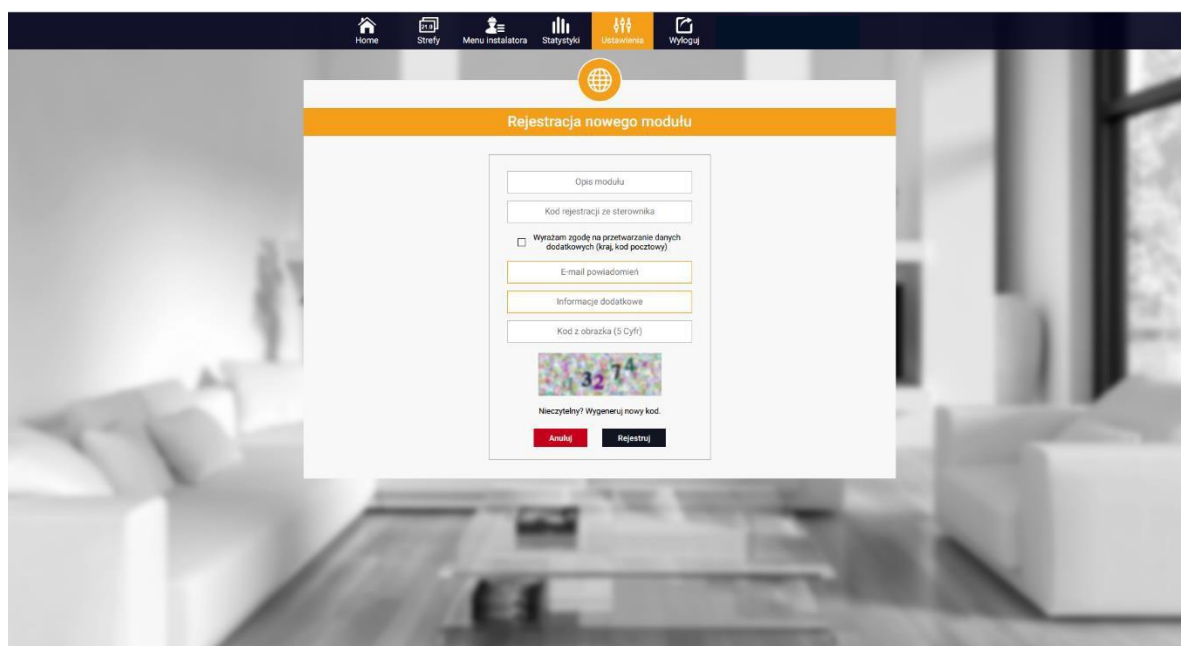 Home
Strefy
Menu instalatora
Statystyki
Ustawienia
Wyloguj
Rejestracja nowego modułu
Opis modułu
Kod rejestracji ze sterownika
Wyrażam zgodę na przetwarzanie danych
dodatkowych (kraj, kod pocztowy)
E-mail powiadomień
Informacje dodatkowe
Kod z obrazka (5 Cyfr)
Nieczytelny? Wygeneruj nowy kod.
Anuluj
Rejestruj